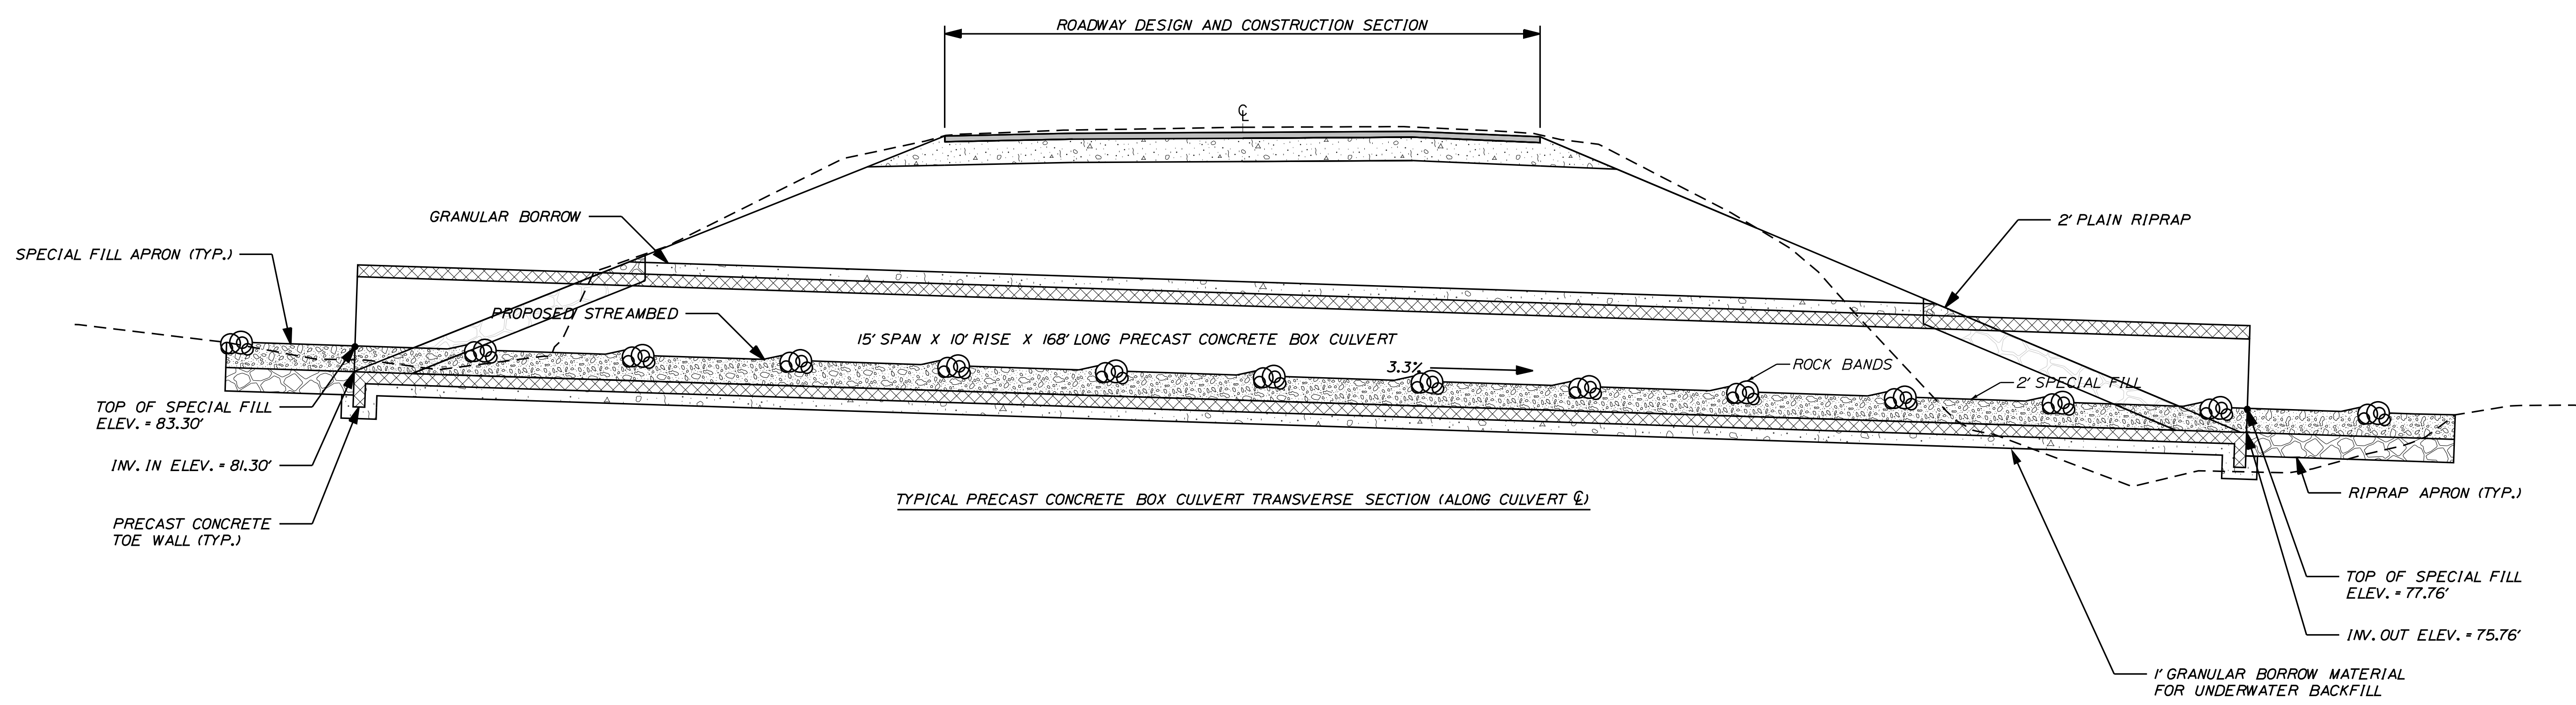 ROADWAY DESIGN AND CONSTRUCTION SECTION
℄
GRANULAR BORROW
2' PLAIN RIPRAP
SPECIAL FILL APRON (TYP.)
PROPOSED STREAMBED
15' SPAN X 10' RISE X 168' LONG PRECAST CONCRETE BOX CULVERT
3.3%
ROCK BANDS
2' SPECIAL FILL
TOP OF SPECIAL FILL
ELEV. = 83.30'
INV. IN ELEV. = 81.30'
PRECAST CONCRETE
TOE WALL (TYP.)
TYPICAL PRECAST CONCRETE BOX CULVERT TRANSVERSE SECTION (ALONG CULVERT ℄)
RIPRAP APRON (TYP.)
TOP OF SPECIAL FILL
ELEV. = 77.76'
INV. OUT ELEV. = 75.76'
1' GRANULAR BORROW MATERIAL
FOR UNDERWATER BACKFILL